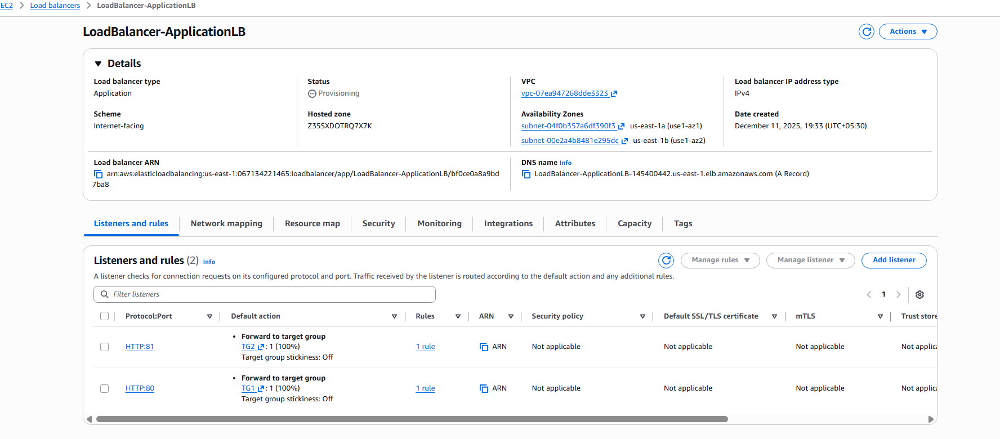 EC2 > Load balancers > LoadBalancer-ApplicationLB
LoadBalancer-ApplicationLB
Actions
Details
Load balancer type
Application
Status
Provisioning
VPC
vpc-07ea947268dde3323
Load balancer IP address type
IPv4
Scheme
Internet-facing
Hosted zone
Z35SXDOTRQ7X7K
Availability Zones
subnet-04f0b357a6df390f3 us-east-1a (use1-az1)
subnet-00e2a4b8481e295dc us-east-1b (use1-az2)
Date created
December 11, 2025, 19:33 (UTC+05:30)
Load balancer ARN
arn:aws:elasticloadbalancing:us-east-1:067134221465:loadbalancer/app/LoadBalancer-ApplicationLB/bf0ce0a8a9bd
7ba8
DNS name Info
LoadBalancer-ApplicationLB-145400442.us-east-1.elb.amazonaws.com (A Record)
Listeners and rules Network mapping Resource map Security Monitoring Integrations Attributes Capacity Tags
Listeners and rules (2) Info
Manage rules Manage listener Add listener
A listener checks for connection requests on its configured protocol and port. Traffic received by the listener is routed according to the default action and any additional rules.
Filter listeners
1
Protocol:Port Default action Rules ARN Security policy Default SSL/TLS certificate mTLS Trust store
HTTP:81
• Forward to target group
TG2 : 1 (100%)
Target group stickiness: Off
1 rule ARN Not applicable Not applicable Not applicable Not applica
HTTP:80
• Forward to target group
TG1 : 1 (100%)
Target group stickiness: Off
1 rule ARN Not applicable Not applicable Not applicable Not applica